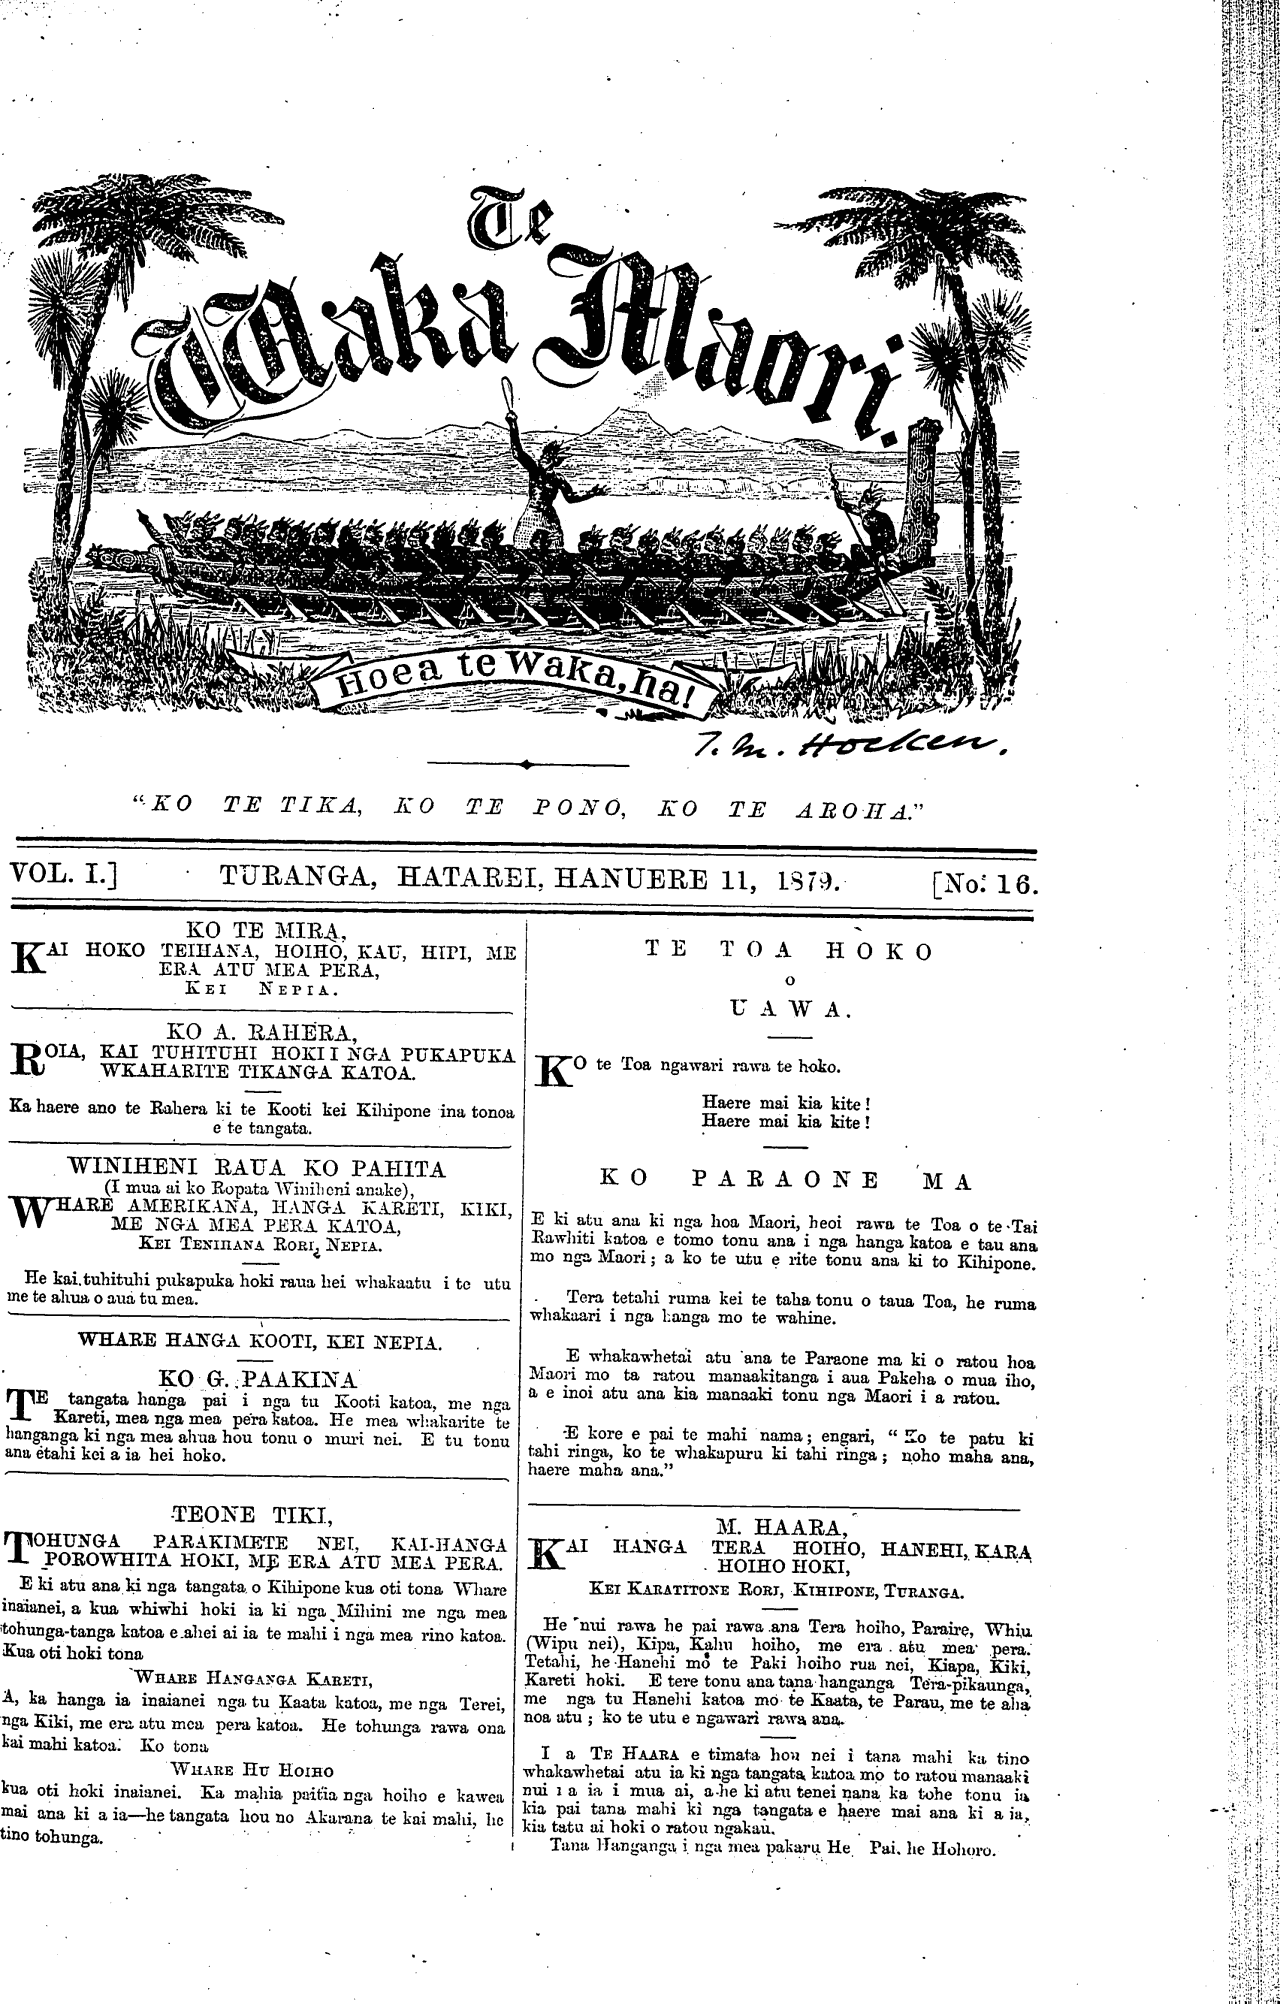 Te
Waka Maori.
Hoea te Waka, ha!
T. M. Hocken.
"KO TE TIKA, KO TE PONO, KO TE AROHA."
VOL. I.] TURANGA, HATAREI, HANUERE 11, 1879. [No. 16.
KO TE MIRA,
KAI HOKO TEIHANA, HOIHO, KAU, HIPI, ME
ERA ATU MEA PERA,
KEI NEPIA.
KO A. RAHERA,
ROIA, KAI TUHITUHI HOKI I NGA PUKAPUKA
WKAHARITE TIKANGA KATOA.
Ka haere ano te Rahera ki te Kooti kei Kihipone ina tonoa
e te tangata.
WINIHENI RAUA KO PAHITA
(I mua ai ko Ropata Winiheni anake),
WHARE AMERIKANA, HANGA KARETI, KIKI,
ME NGA MEA PERA KATOA,
KEI TENIHANA RORI, NEPIA.
He kai tuhituhi pukapuka hoki raua hei whakaatu i te utu
me te ahua o aua tu mea.
WHARE HANGA KOOTI, KEI NEPIA.
KO G. PAAKINA
TE tangata hanga pai i nga tu Kooti katoa, me nga
Kareti, mea nga mea pera katoa. He mea whakarite te
hanganga ki nga mea ahua hou tonu o muri nei. E tu tonu
ana etahi kei a ia hei hoko.
TEONE TIKI,
TOHUNGA PARAKIMETE NEI, KAI-HANGA
POROWHITA HOKI, ME ERA ATU MEA PERA.
E ki atu ana ki nga tangata o Kihipone kua oti tona Whare
inaianei, a kua whiwhi hoki ia ki nga Mihini me nga mea
tohunga-tanga katoa e ahei ai ia te mahi i nga mea rino katoa.
Kua oti hoki tona
WHARE HANGANGA KARETI,
A, ka hanga ia inaianei nga tu Kaata katoa, me nga Terei,
nga Kiki, me era atu mea pera katoa. He tohunga rawa ona
kai mahi katoa. Ko tona
WHARE HU HOIHO
kua oti hoki inaianei. Ka mahia paitia nga hoiho e kawea
mai ana ki a ia—he tangata hou no Akarana te kai mahi, he
tino tohunga.
TE TOA HOKO
O
UAWA.
KO te Toa ngawari rawa te hoko.
Haere mai kia kite!
Haere mai kia kite!
KO PARAONE MA
E ki atu ana ki nga hoa Maori, heoi rawa te Toa o te Tai
Rawhiti katoa e tomo tonu ana i nga hanga katoa e tau ana
mo nga Maori; a ko te utu e rite tonu ana ki to Kihipone.
Tera tetahi ruma kei te taha tonu o taua Toa, he ruma
whakaari i nga hanga mo te wahine.
E whakawhetai atu ana te Paraone ma ki o ratou hoa
Maori mo ta ratou manaakitanga i aua Pakeha o mua iho,
a e inoi atu ana kia manaaki tonu nga Maori i a ratou.
E kore e pai te mahi nama; engari, "Ko te patu ki
tahi ringa, ko te whakapuru ki tahi ringa; noho maha ana,
haere maha ana."
M. HAARA,
KAI HANGA TERA HOIHO, HANEHI, KARA
HOIHO HOKI,
KEI KARATITONE RORI, KIHIPONE, TURANGA.
He nui rawa he pai rawa ana Tera hoiho, Paraire, Whiu
(Wipu nei), Kipa, Kahu hoiho, me era atu mea pera.
Tetahi, he Hanehi mo te Paki hoiho rua nei, Kiapa, Kiki,
Kareti hoki. E tere tonu ana tana hanganga Tera-pikaunga,
me nga tu Hanehi katoa mo te Kaata, te Parau, me te aha
noa atu; ko te utu e ngawari rawa ana.
I a TE HAARA e timata hou nei i tana mahi ka tino
whakawhetai atu ia ki nga tangata katoa mo to ratou manaaki
nui i a ia i mua ai, a he ki atu tenei nana ka tohe tonu ia
kia pai tana mahi ki nga tangata e haere mai ana ki a ia,
kia tatu ai hoki o ratou ngakau.
Tana Hanganga i nga mea pakaru He Pai, he Hohoro.